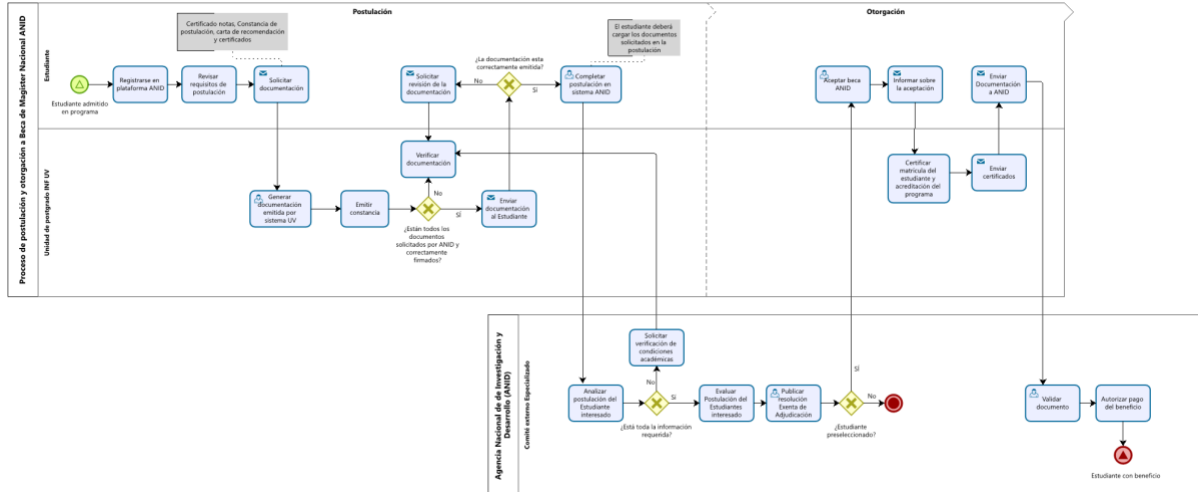 Proceso de postulación y otorgación a Beca de Magíster Nacional ANID
Postulación
Otorgación
Estudiante
Certificado notas, Constancia de
postulación, carta de recomendación
y certificados
El estudiante deberá
cargar los documentos
solicitados en la
postulación
Estudiante admitido
en programa
Registrarse en
plataforma ANID
Revisar
requisitos de
postulación
Solicitar
documentación
Solicitar
revisión de la
documentación
¿La documentación esta
correctamente emitida?
No
Sí
Completar
postulación en
sistema ANID
Aceptar beca
ANID
Informar sobre
la aceptación
Enviar
Documentación
a ANID
Unidad de postgrado INF UV
Verificar
documentación
Generar
documentación
emitida por
sistema UV
Emitir
constancia
No
SÍ
¿Están todos los
documentos
solicitados por ANID y
correctamente
firmados?
Enviar
documentación
al Estudiante
Certificar
matricula del
estudiante y
acreditación del
programa
Enviar
certificados
Agencia Nacional de de Investigación y
Desarrollo (ANID)
Comité externo Especializado
Solicitar
verificación de
condiciones
académicas
Analizar
postulación del
Estudiante
interesado
No
SÍ
¿Está toda la información
requerida?
Evaluar
Postulación del
Estudiantes
interesado
Publicar
resolución
Exenta de
Adjudicación
SÍ
No
¿Estudiante
preseleccionado?
Validar
documento
Autorizar pago
del beneficio
Estudiante con beneficio